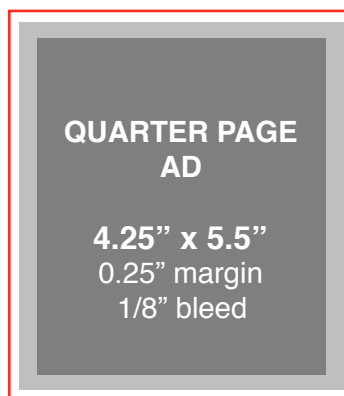 QUARTER PAGE
AD
4.25” x 5.5”
0.25” margin
1/8” bleed